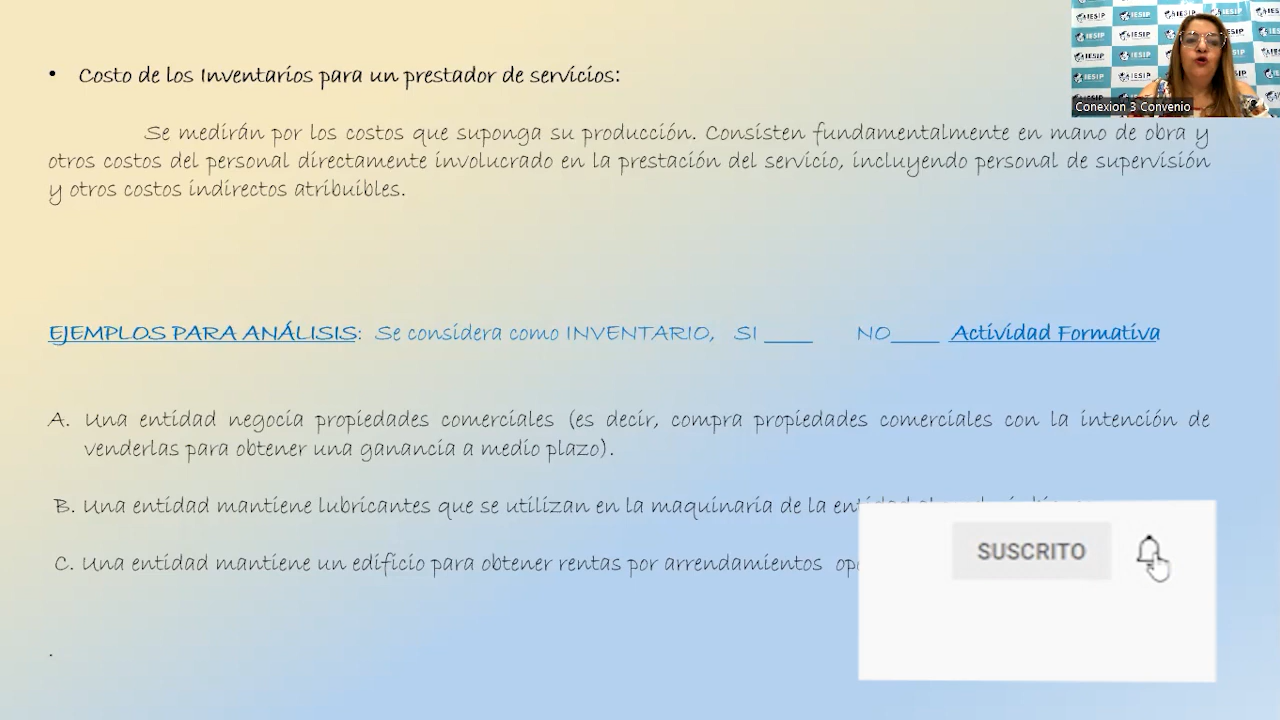 • Costo de los Inventarios para un prestador de servicios:
Se medirán por los costos que suponga su producción. Consisten fundamentalmente en mano de obra y
otros costos del personal directamente involucrado en la prestación del servicio, incluyendo personal de supervisión
y otros costos indirectos atribuibles.
EJEMPLOS PARA ANÁLISIS: Se considera como INVENTARIO, SI ____ NO____ Actividad Formativa
A. Una entidad negocia propiedades comerciales (es decir, compra propiedades comerciales con la intención de
venderlas para obtener una ganancia a medio plazo).
B. Una entidad mantiene lubricantes que se utilizan en la maquinaria de la
C. Una entidad mantiene un edificio para obtener rentas por arrendamientos
.
SUSCRITO
Conexion 3 Convenio
IESIP
IESIP
IESIP
IESIP
IESIP
IESIP